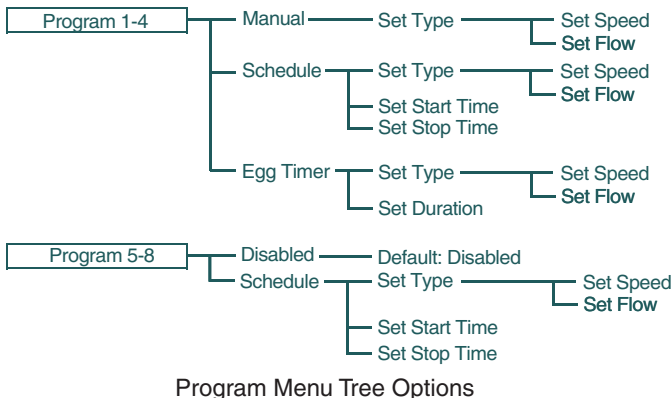 Program 1-4 Manual Set Type Set Speed
Set Flow
Schedule Set Type Set Speed
Set Flow
Set Start Time
Set Stop Time
Egg Timer Set Type Set Speed
Set Flow
Set Duration
Program 5-8 Disabled Default: Disabled
Schedule Set Type Set Speed
Set Flow
Set Start Time
Set Stop Time
Program Menu Tree Options